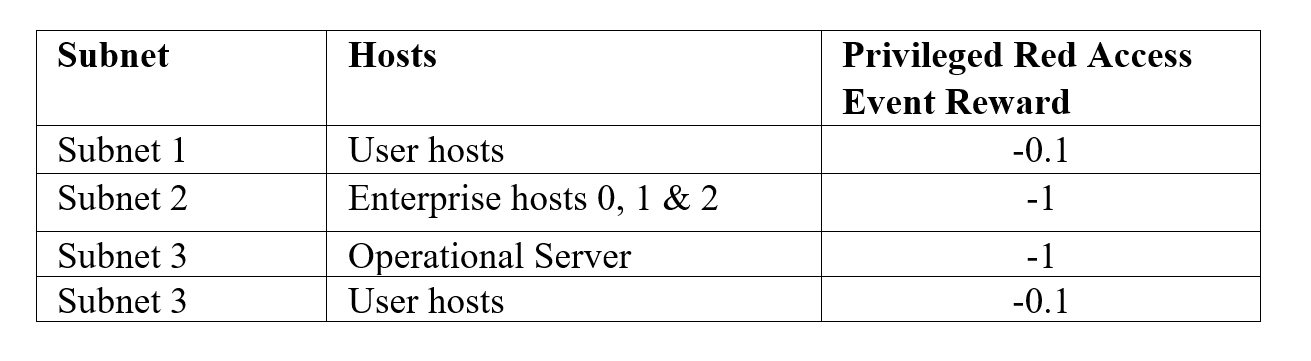 Subnet Hosts Privileged Red Access
Event Reward
Subnet 1 User hosts -0.1
Subnet 2 Enterprise hosts 0, 1 & 2 -1
Subnet 3 Operational Server -1
Subnet 3 User hosts -0.1